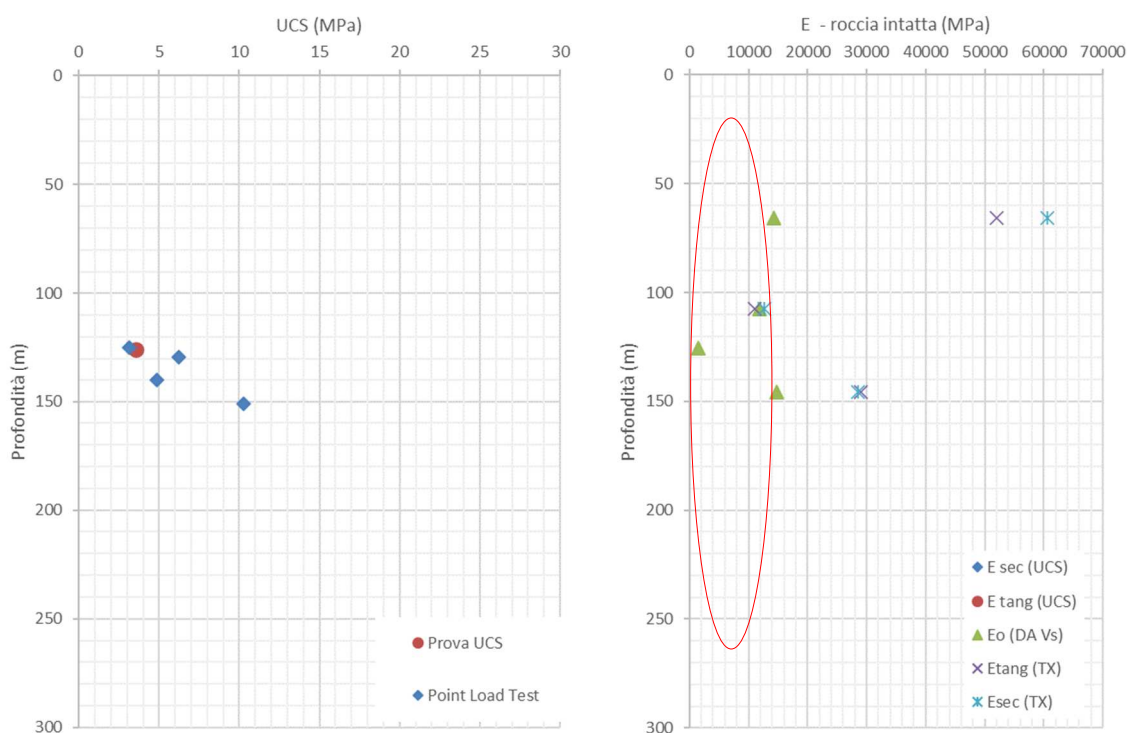 UCS (MPa)
0 5 10 15 20 25 30
0
50
100
150
200
250
300
Profondità (m)
Prova UCS
Point Load Test
E - roccia intatta (MPa)
0 10000 20000 30000 40000 50000 60000 70000
0
50
100
150
200
250
300
Profondità (m)
E sec (UCS)
E tang (UCS)
Eo (DA Vs)
Etang (TX)
Esec (TX)